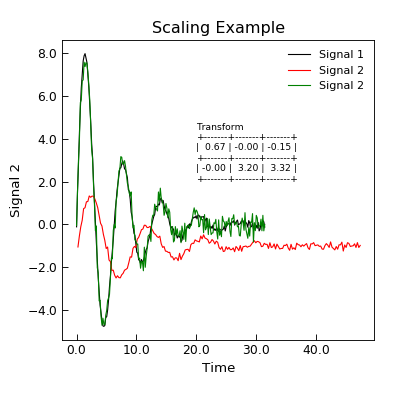 Scaling Example
Signal 1
Signal 2
Signal 2
8.0
6.0
4.0
2.0
0.0
−2.0
−4.0
Signal 2
Transform
+-------+-------+-------+
|  0.67 | -0.00 | -0.15 |
+-------+-------+-------+
| -0.00 |  3.20 |  3.32 |
+-------+-------+-------+
0.0 10.0 20.0 30.0 40.0
Time